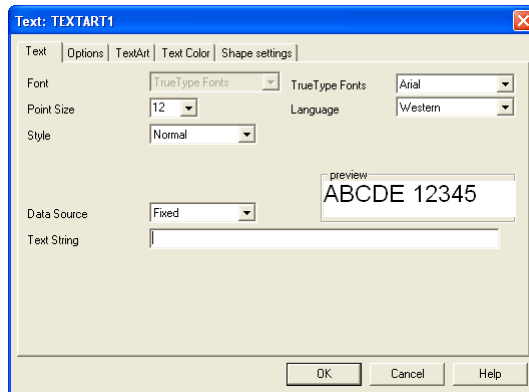 Text: TEXTART1
Text Options TextArt Text Color Shape settings
Font TrueType Fonts TrueType Fonts Arial
Point Size 12 Language Western
Style Normal
preview
ABCDE 12345
Data Source Fixed
Text String
OK Cancel Help